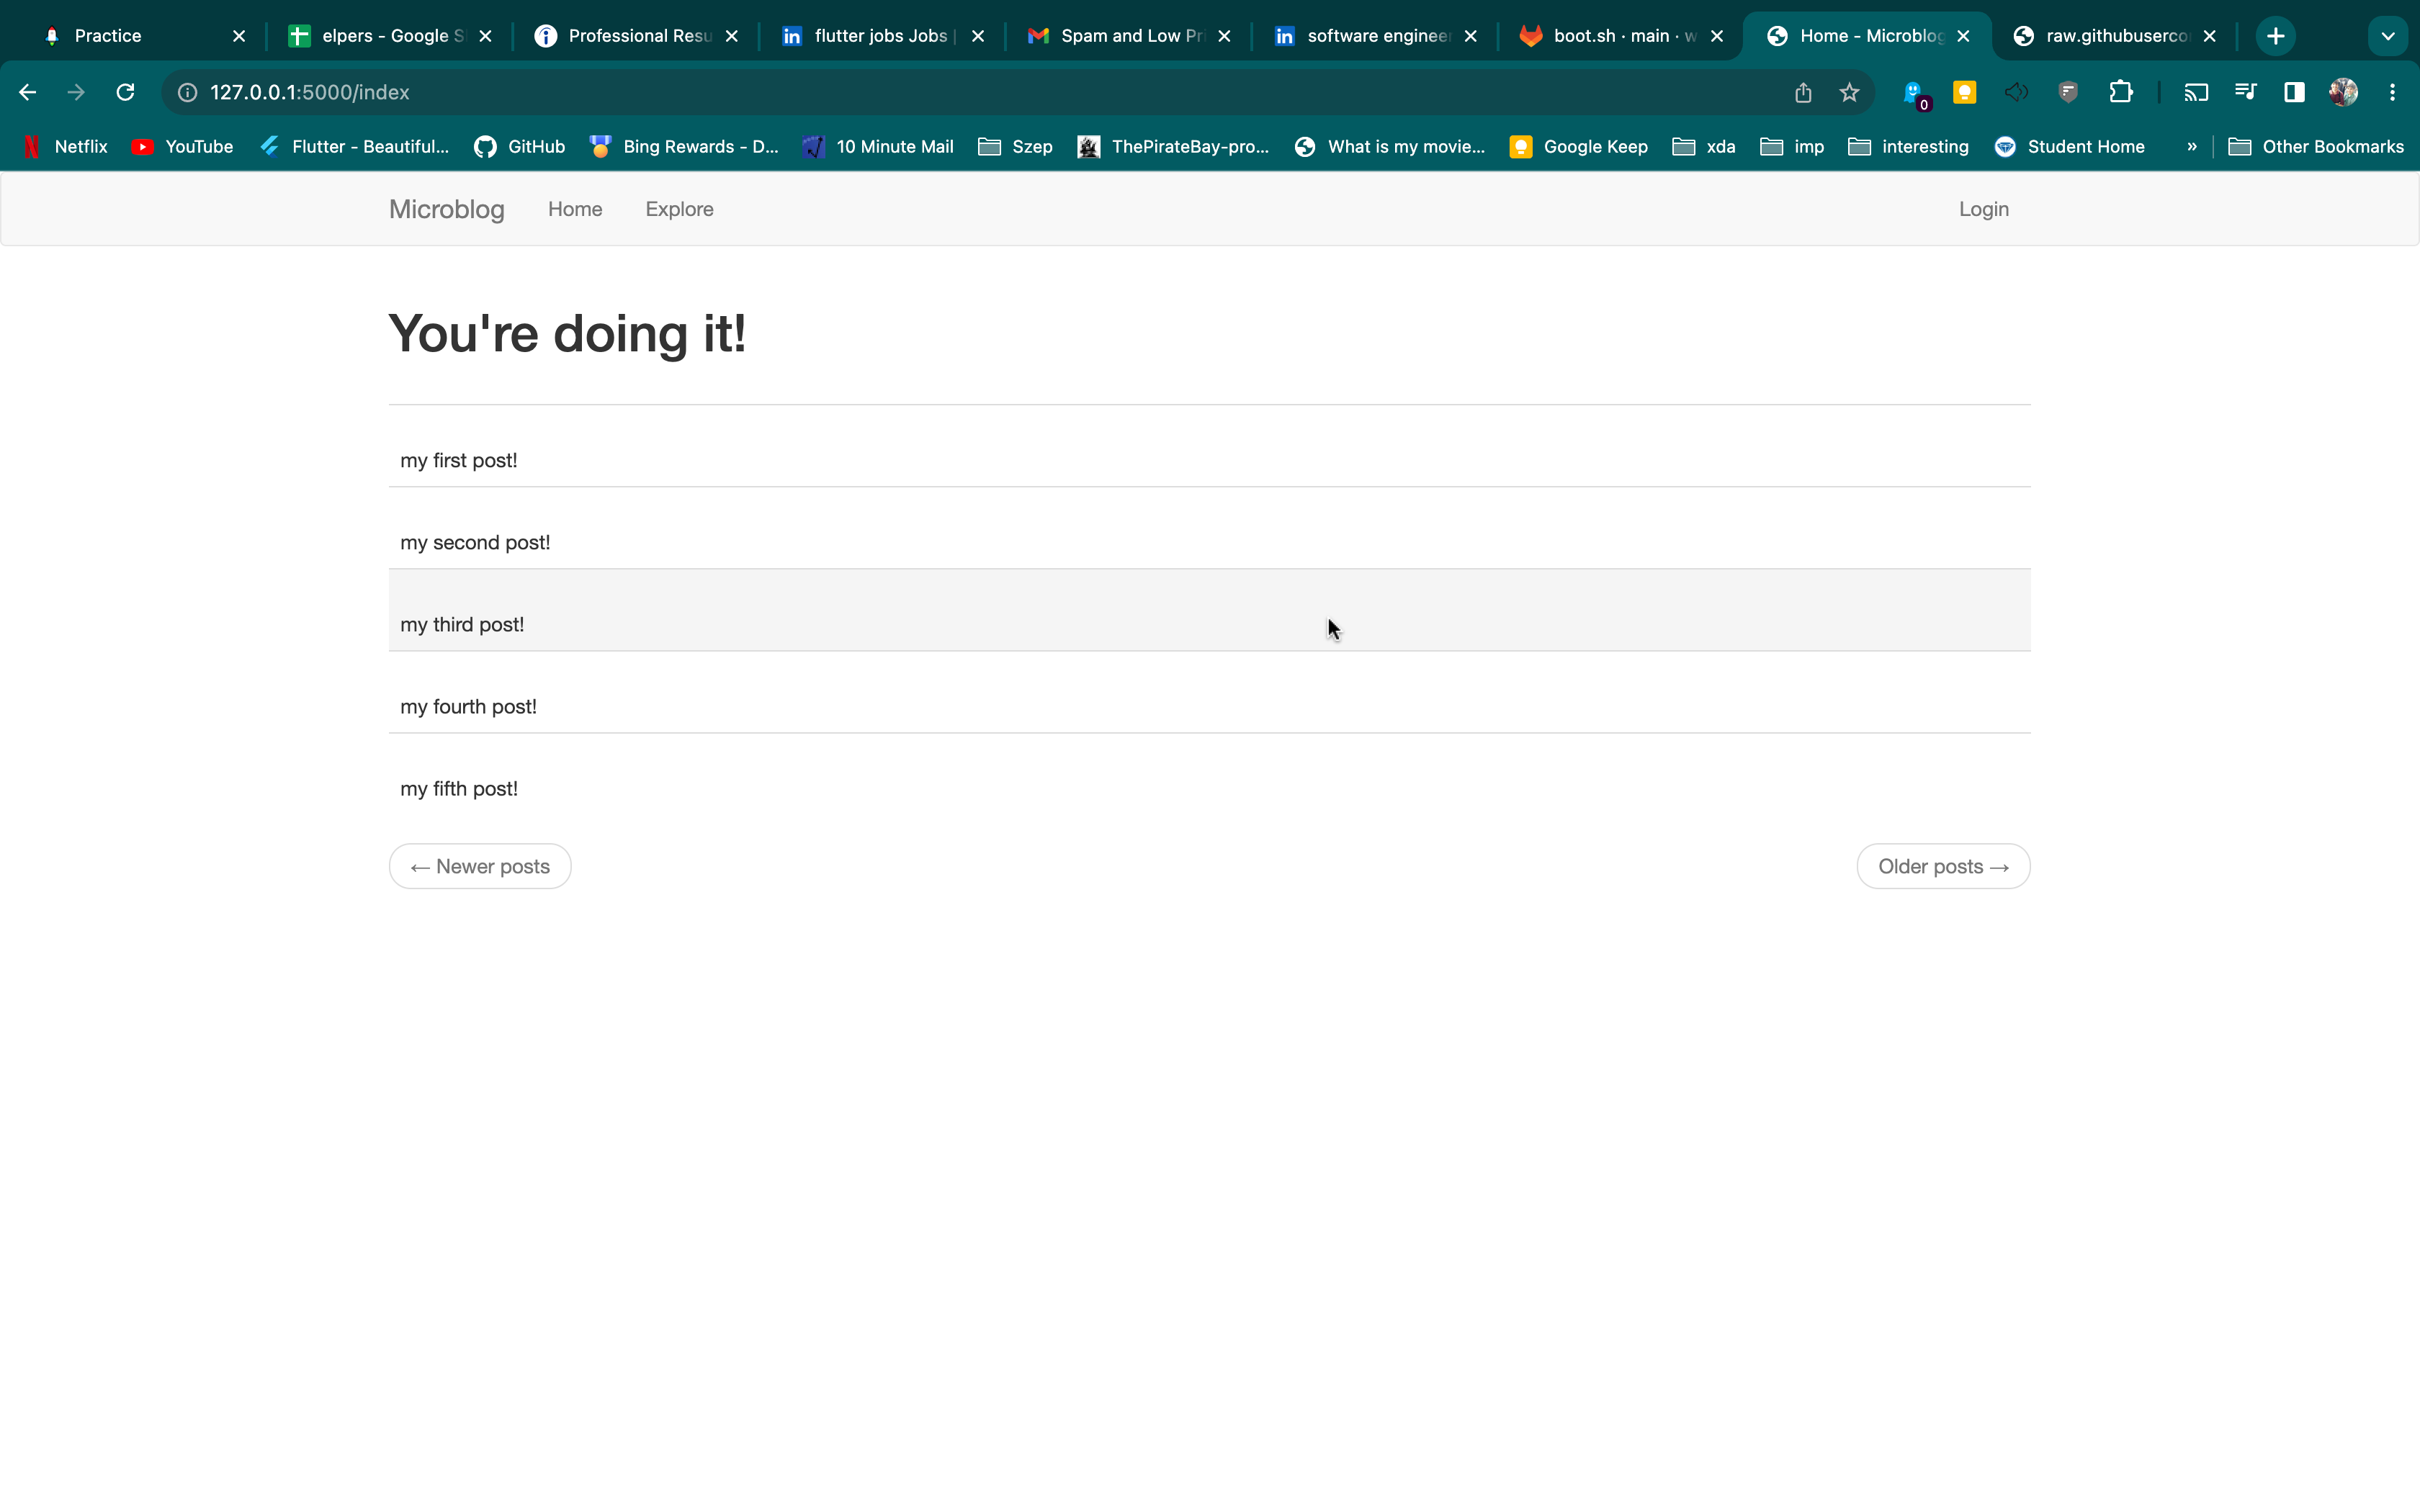 Practice
elpers - Google S
Professional Resu
flutter jobs Jobs |
Spam and Low Pri
software engineer
boot.sh · main · w
Home - Microblog
raw.githubuserco
127.0.0.1:5000/index
0
Netflix
YouTube
Flutter - Beautiful...
GitHub
Bing Rewards - D...
10 Minute Mail
Szep
ThePirateBay-pro...
What is my movie...
Google Keep
xda
imp
interesting
Student Home
»
Other Bookmarks
Microblog
Home
Explore
Login
You're doing it!
my first post!
my second post!
my third post!
my fourth post!
my fifth post!
← Newer posts
Older posts →